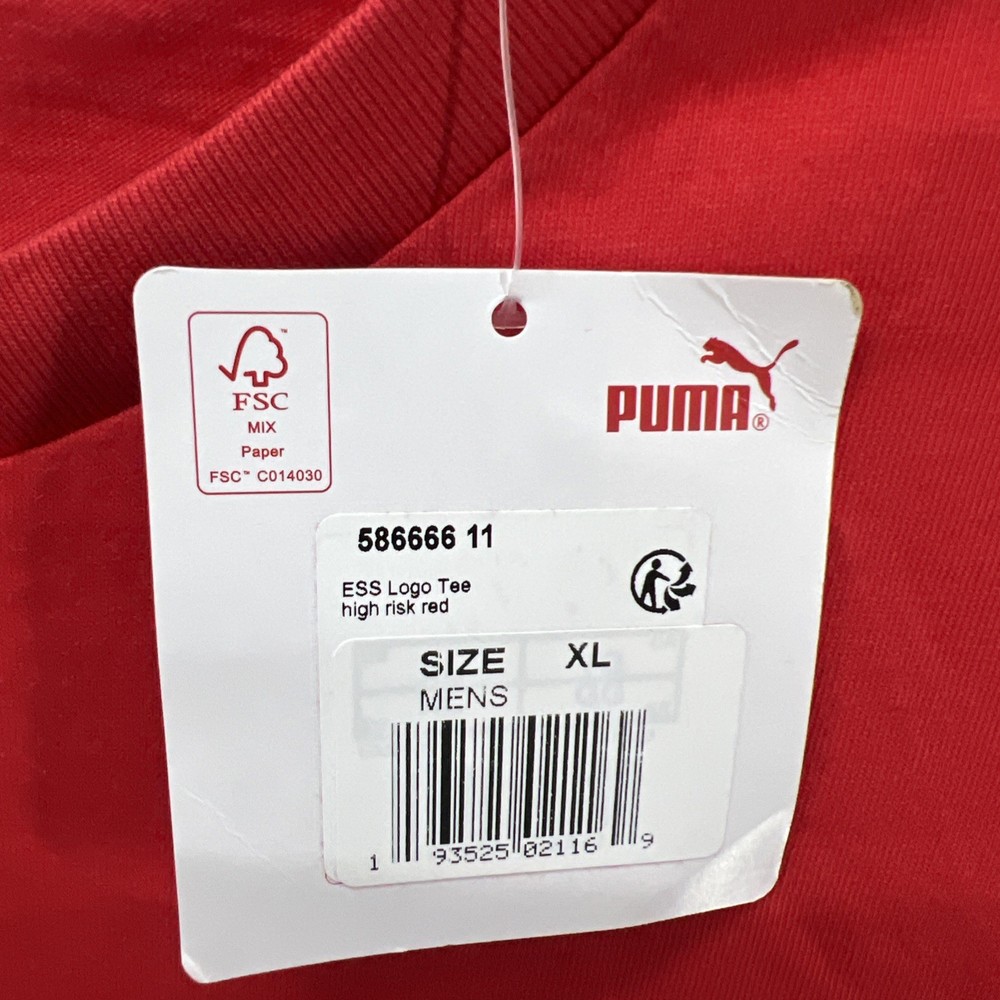 FSC™
MIX
Paper
FSC™ C014030
PUMA®
586666 11
ESS Logo Tee
high risk red
SIZE XL
MENS
1 93525 02116 9